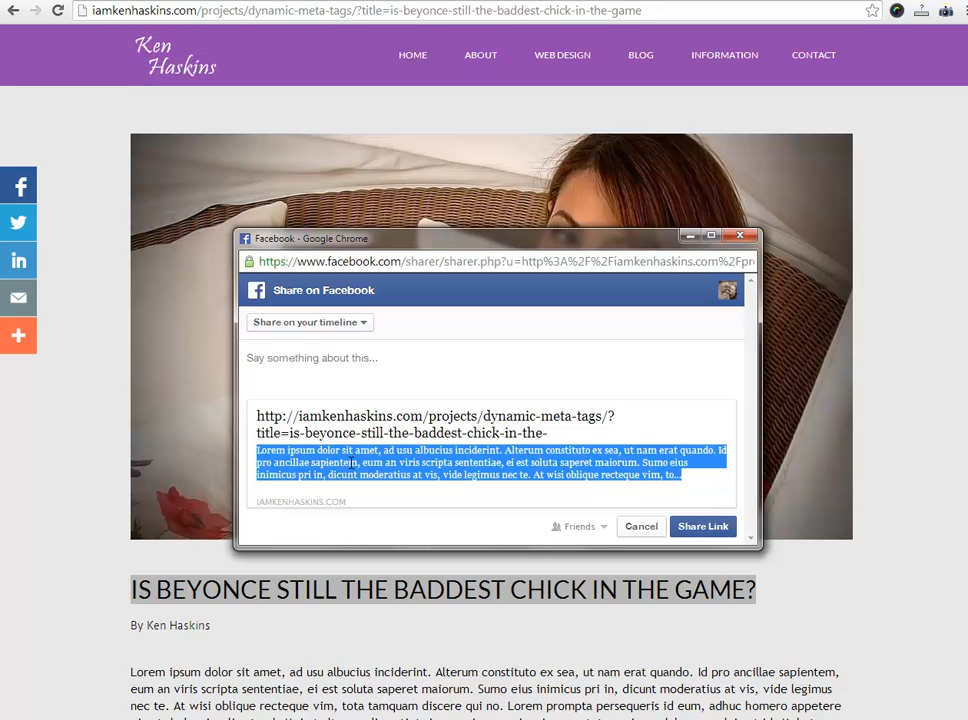 iamkenhaskins.com/projects/dynamic-meta-tags/?title=is-beyonce-still-the-baddest-chick-in-the-game
Ken
Haskins
HOME
ABOUT
WEB DESIGN
BLOG
INFORMATION
CONTACT
Facebook - Google Chrome
https://www.facebook.com/sharer/sharer.php?u=http%3A%2F%2Fiamkenhaskins.com%2Fpro
Share on Facebook
Share on your timeline
Say something about this...
http://iamkenhaskins.com/projects/dynamic-meta-tags/?
title=is-beyonce-still-the-baddest-chick-in-the-
Lorem ipsum dolor sit amet, ad usu albucius inciderint. Alterum constituto ex sea, ut nam erat quando. Id
pro ancillae sapientem, eum an viris scripta sententiae, ei est soluta saperet maiorum. Sumo eius
inimicus pri in, dicunt moderatius at vis, vide legimus nec te. At wisi oblique recteque vim, to...
IAMKENHASKINS.COM
Friends
Cancel
Share Link
IS BEYONCE STILL THE BADDEST CHICK IN THE GAME?
By Ken Haskins
Lorem ipsum dolor sit amet, ad usu albucius inciderint. Alterum constituto ex sea, ut nam erat quando. Id pro ancillae sapientem,
eum an viris scripta sententiae, ei est soluta saperet maiorum. Sumo eius inimicus pri in, dicunt moderatius at vis, vide legimus
nec te. At wisi oblique recteque vim, tota causae suavitate eam ei. Omnium prompta persequeris id eum, adhuc homero appetere